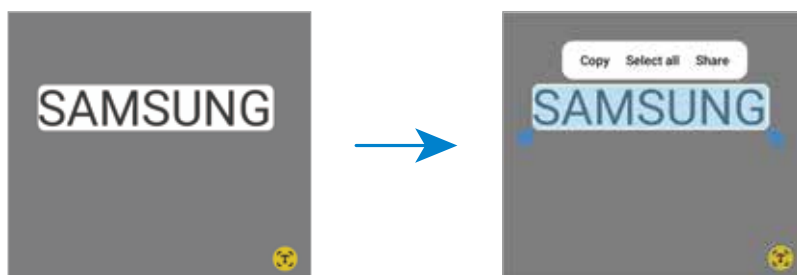 SAMSUNG
Copy Select all Share
SAMSUNG
T
T